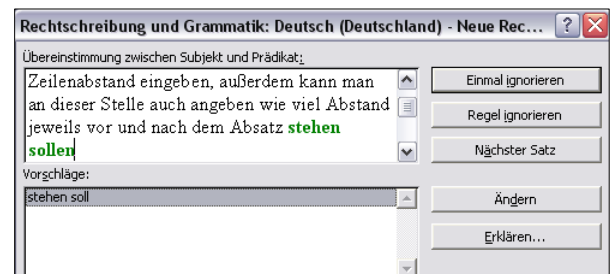 Rechtschreibung und Grammatik: Deutsch (Deutschland) - Neue Rec...
Übereinstimmung zwischen Subjekt und Prädikat:
Zeilenabstand eingeben, außerdem kann man
an dieser Stelle auch angeben wie viel Abstand
jeweils vor und nach dem Absatz stehen
sollen
Einmal ignorieren
Regel ignorieren
Nächster Satz
Vorschläge:
stehen soll
Ändern
Erklären...